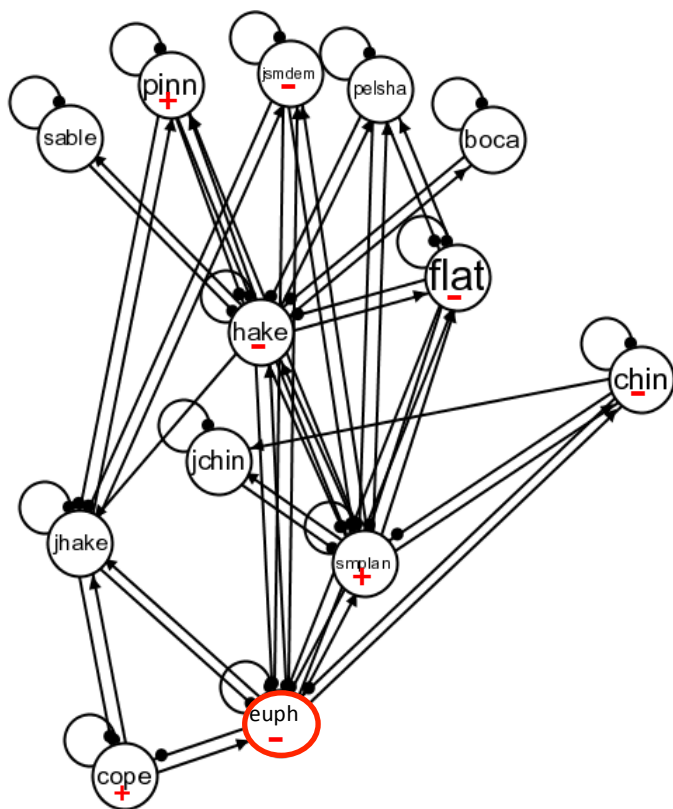 jsmdem
-
pinn
+
pelsha
sable
boca
flat
-
hake
-
chin
-
jchin
jhake
smplan
+
euph
-
cope
+